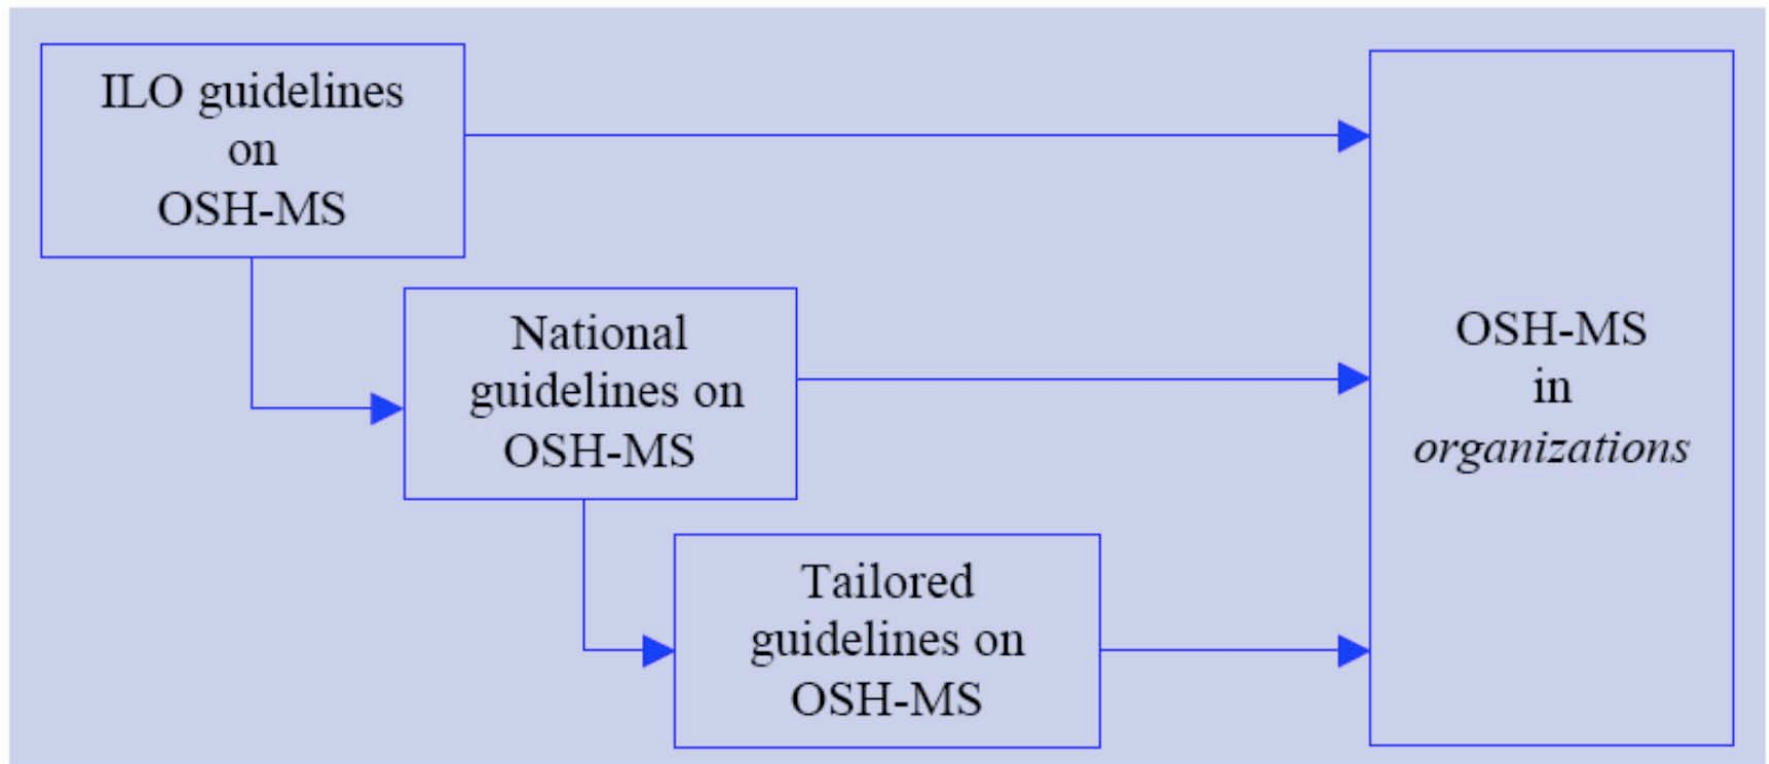 ILO guidelines
on
OSH-MS
National
guidelines on
OSH-MS
Tailored
guidelines on
OSH-MS
OSH-MS
in
organizations